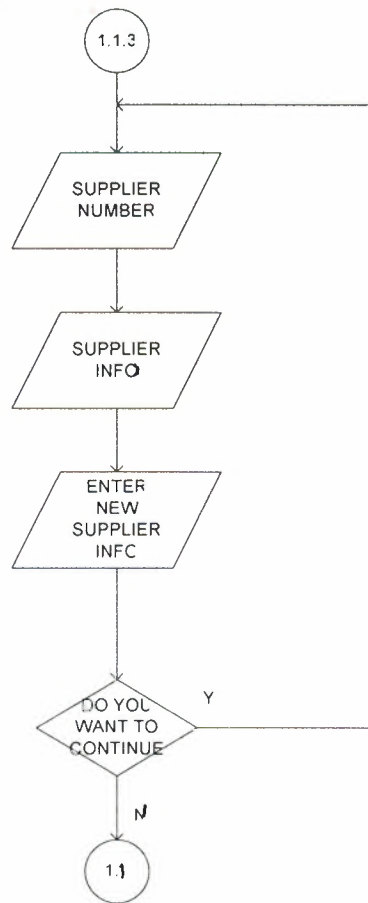 1.1.3
SUPPLIER
NUMBER
SUPPLIER
INFO
ENTER
NEW
SUPPLIER
INFO
DO YOU
WANT TO
CONTINUE
Y
N
1.1